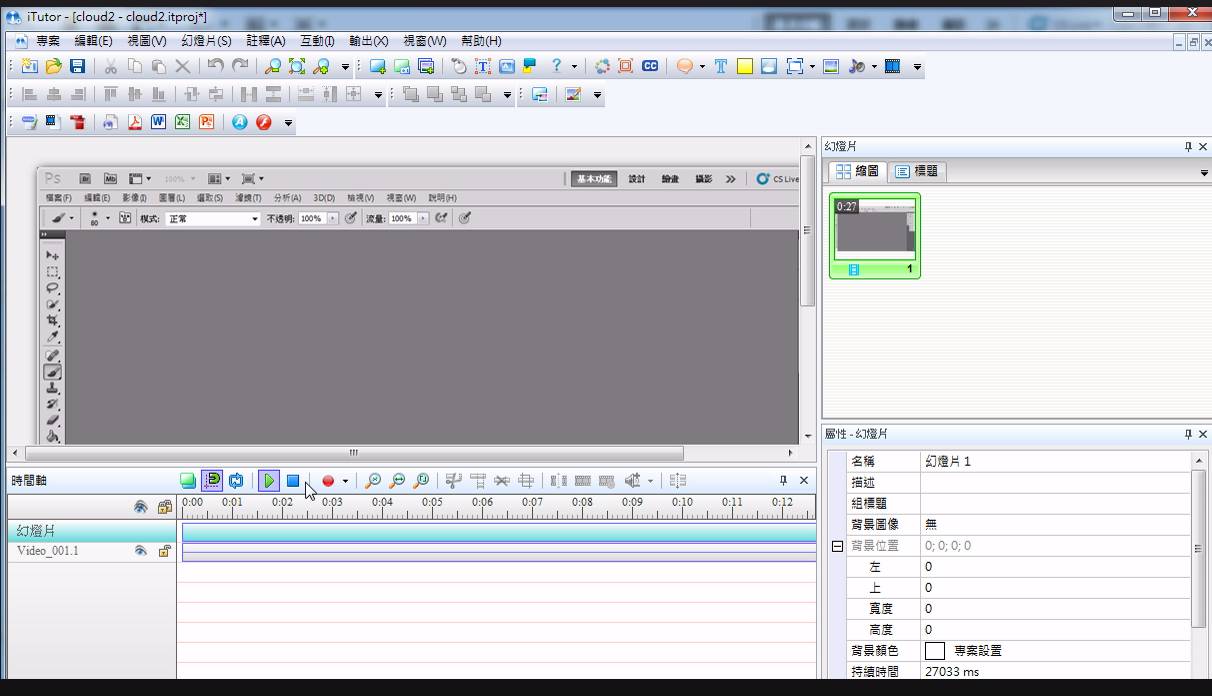 iTutor - [cloud2 - cloud2.itproj*]
專案 編輯(E) 視圖(V) 幻燈片(S) 註釋(A) 互動(I) 輸出(X) 視窗(W) 幫助(H)
CC
幻燈片
縮圖 標題
0:27
1
Ps Br Mb 100% 基本功能 設計 繪畫 攝影 CS Live
檔案(F) 編輯(E) 影像(I) 圖層(L) 選取(S) 濾鏡(T) 分析(A) 3D(D) 檢視(V) 視窗(W) 說明(H)
80 模式: 正常 不透明: 100% 流量: 100%
屬性 - 幻燈片
名稱 幻燈片 1
描述
組標題
背景圖像 無
背景位置 0; 0; 0; 0
左 0
上 0
寬度 0
高度 0
背景顏色 專案設置
持續時間 27033 ms
時間軸
0:00 0:01 0:02 0:03 0:04 0:05 0:06 0:07 0:08 0:09 0:10 0:11 0:12
幻燈片
Video_001.1